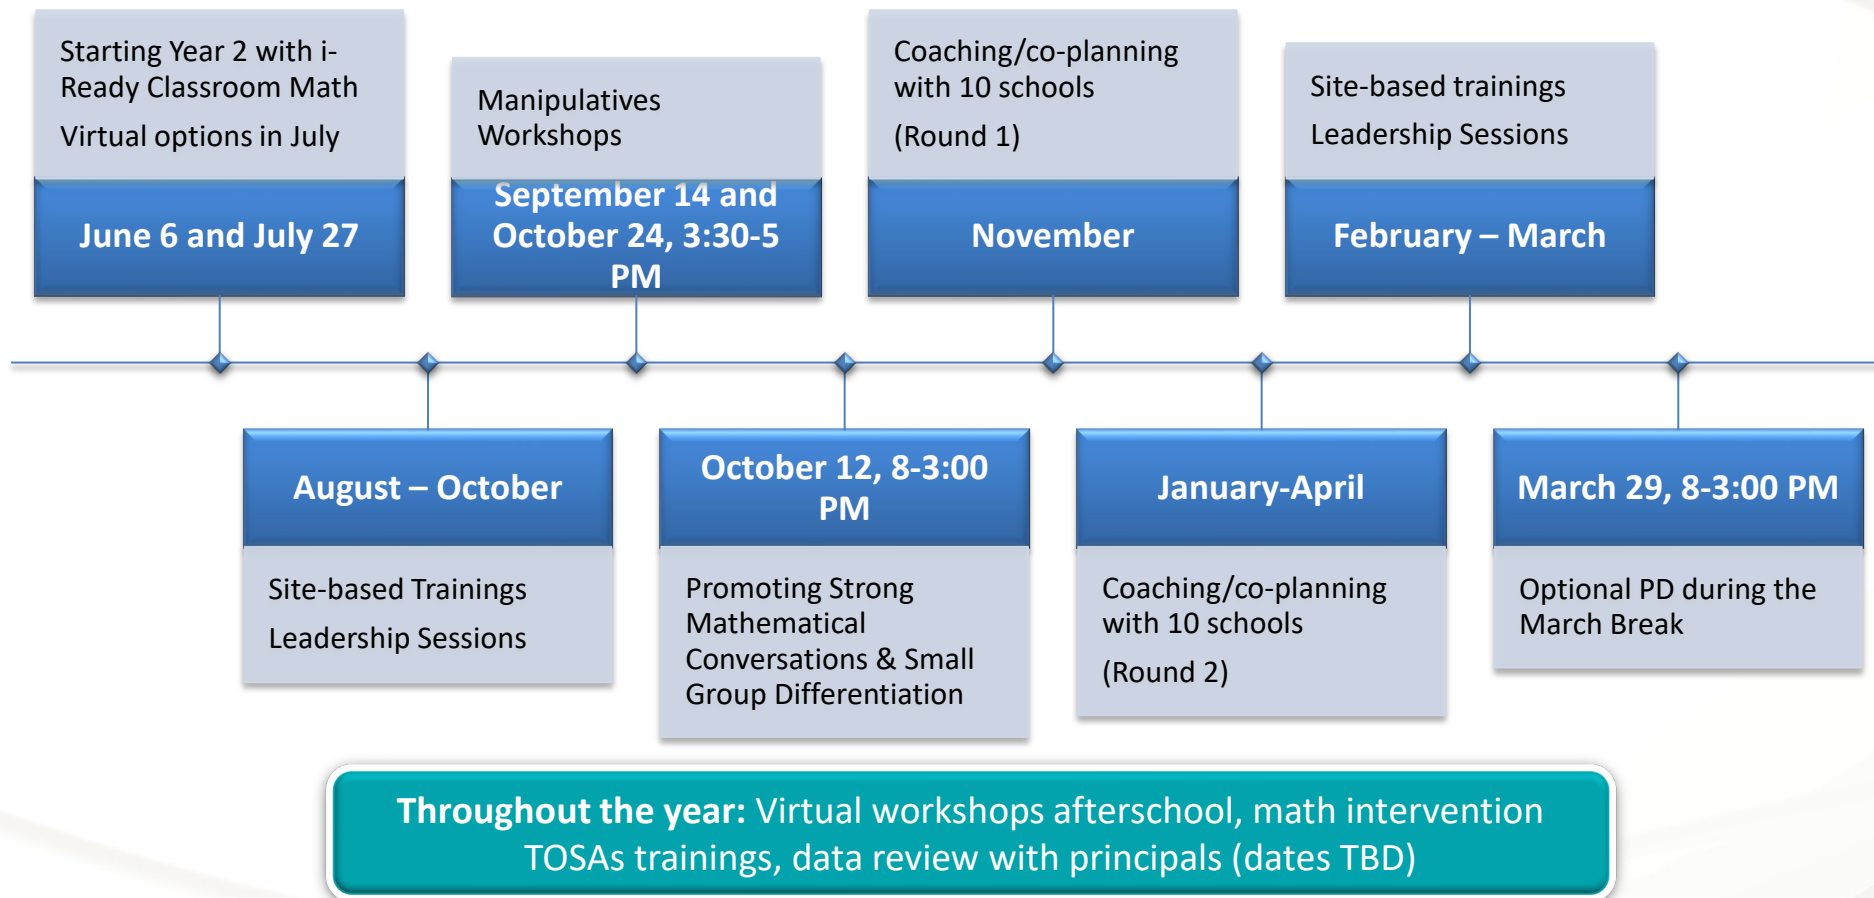 Starting Year 2 with i-
Ready Classroom Math
Virtual options in July
June 6 and July 27
Manipulatives
Workshops
September 14 and
October 24, 3:30-5
PM
Coaching/co-planning
with 10 schools
(Round 1)
November
Site-based trainings
Leadership Sessions
February – March
August – October
Site-based Trainings
Leadership Sessions
October 12, 8-3:00
PM
Promoting Strong
Mathematical
Conversations & Small
Group Differentiation
January-April
Coaching/co-planning
with 10 schools
(Round 2)
March 29, 8-3:00 PM
Optional PD during the
March Break
Throughout the year: Virtual workshops afterschool, math intervention
TOSAs trainings, data review with principals (dates TBD)